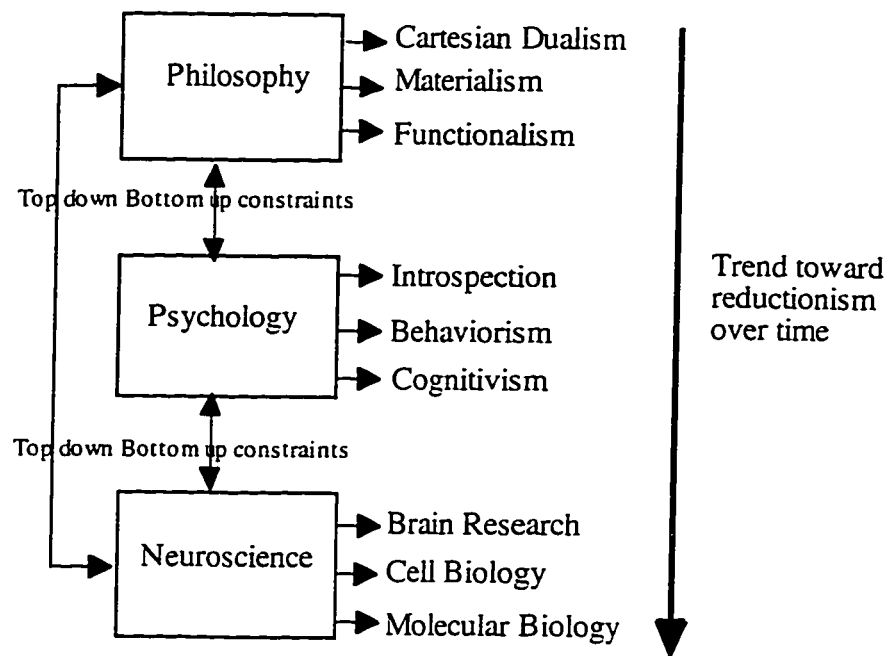 Philosophy
Cartesian Dualism
Materialism
Functionalism
Top down Bottom up constraints
Psychology
Introspection
Behaviorism
Cognitivism
Trend toward
reductionism
over time
Top down Bottom up constraints
Neuroscience
Brain Research
Cell Biology
Molecular Biology